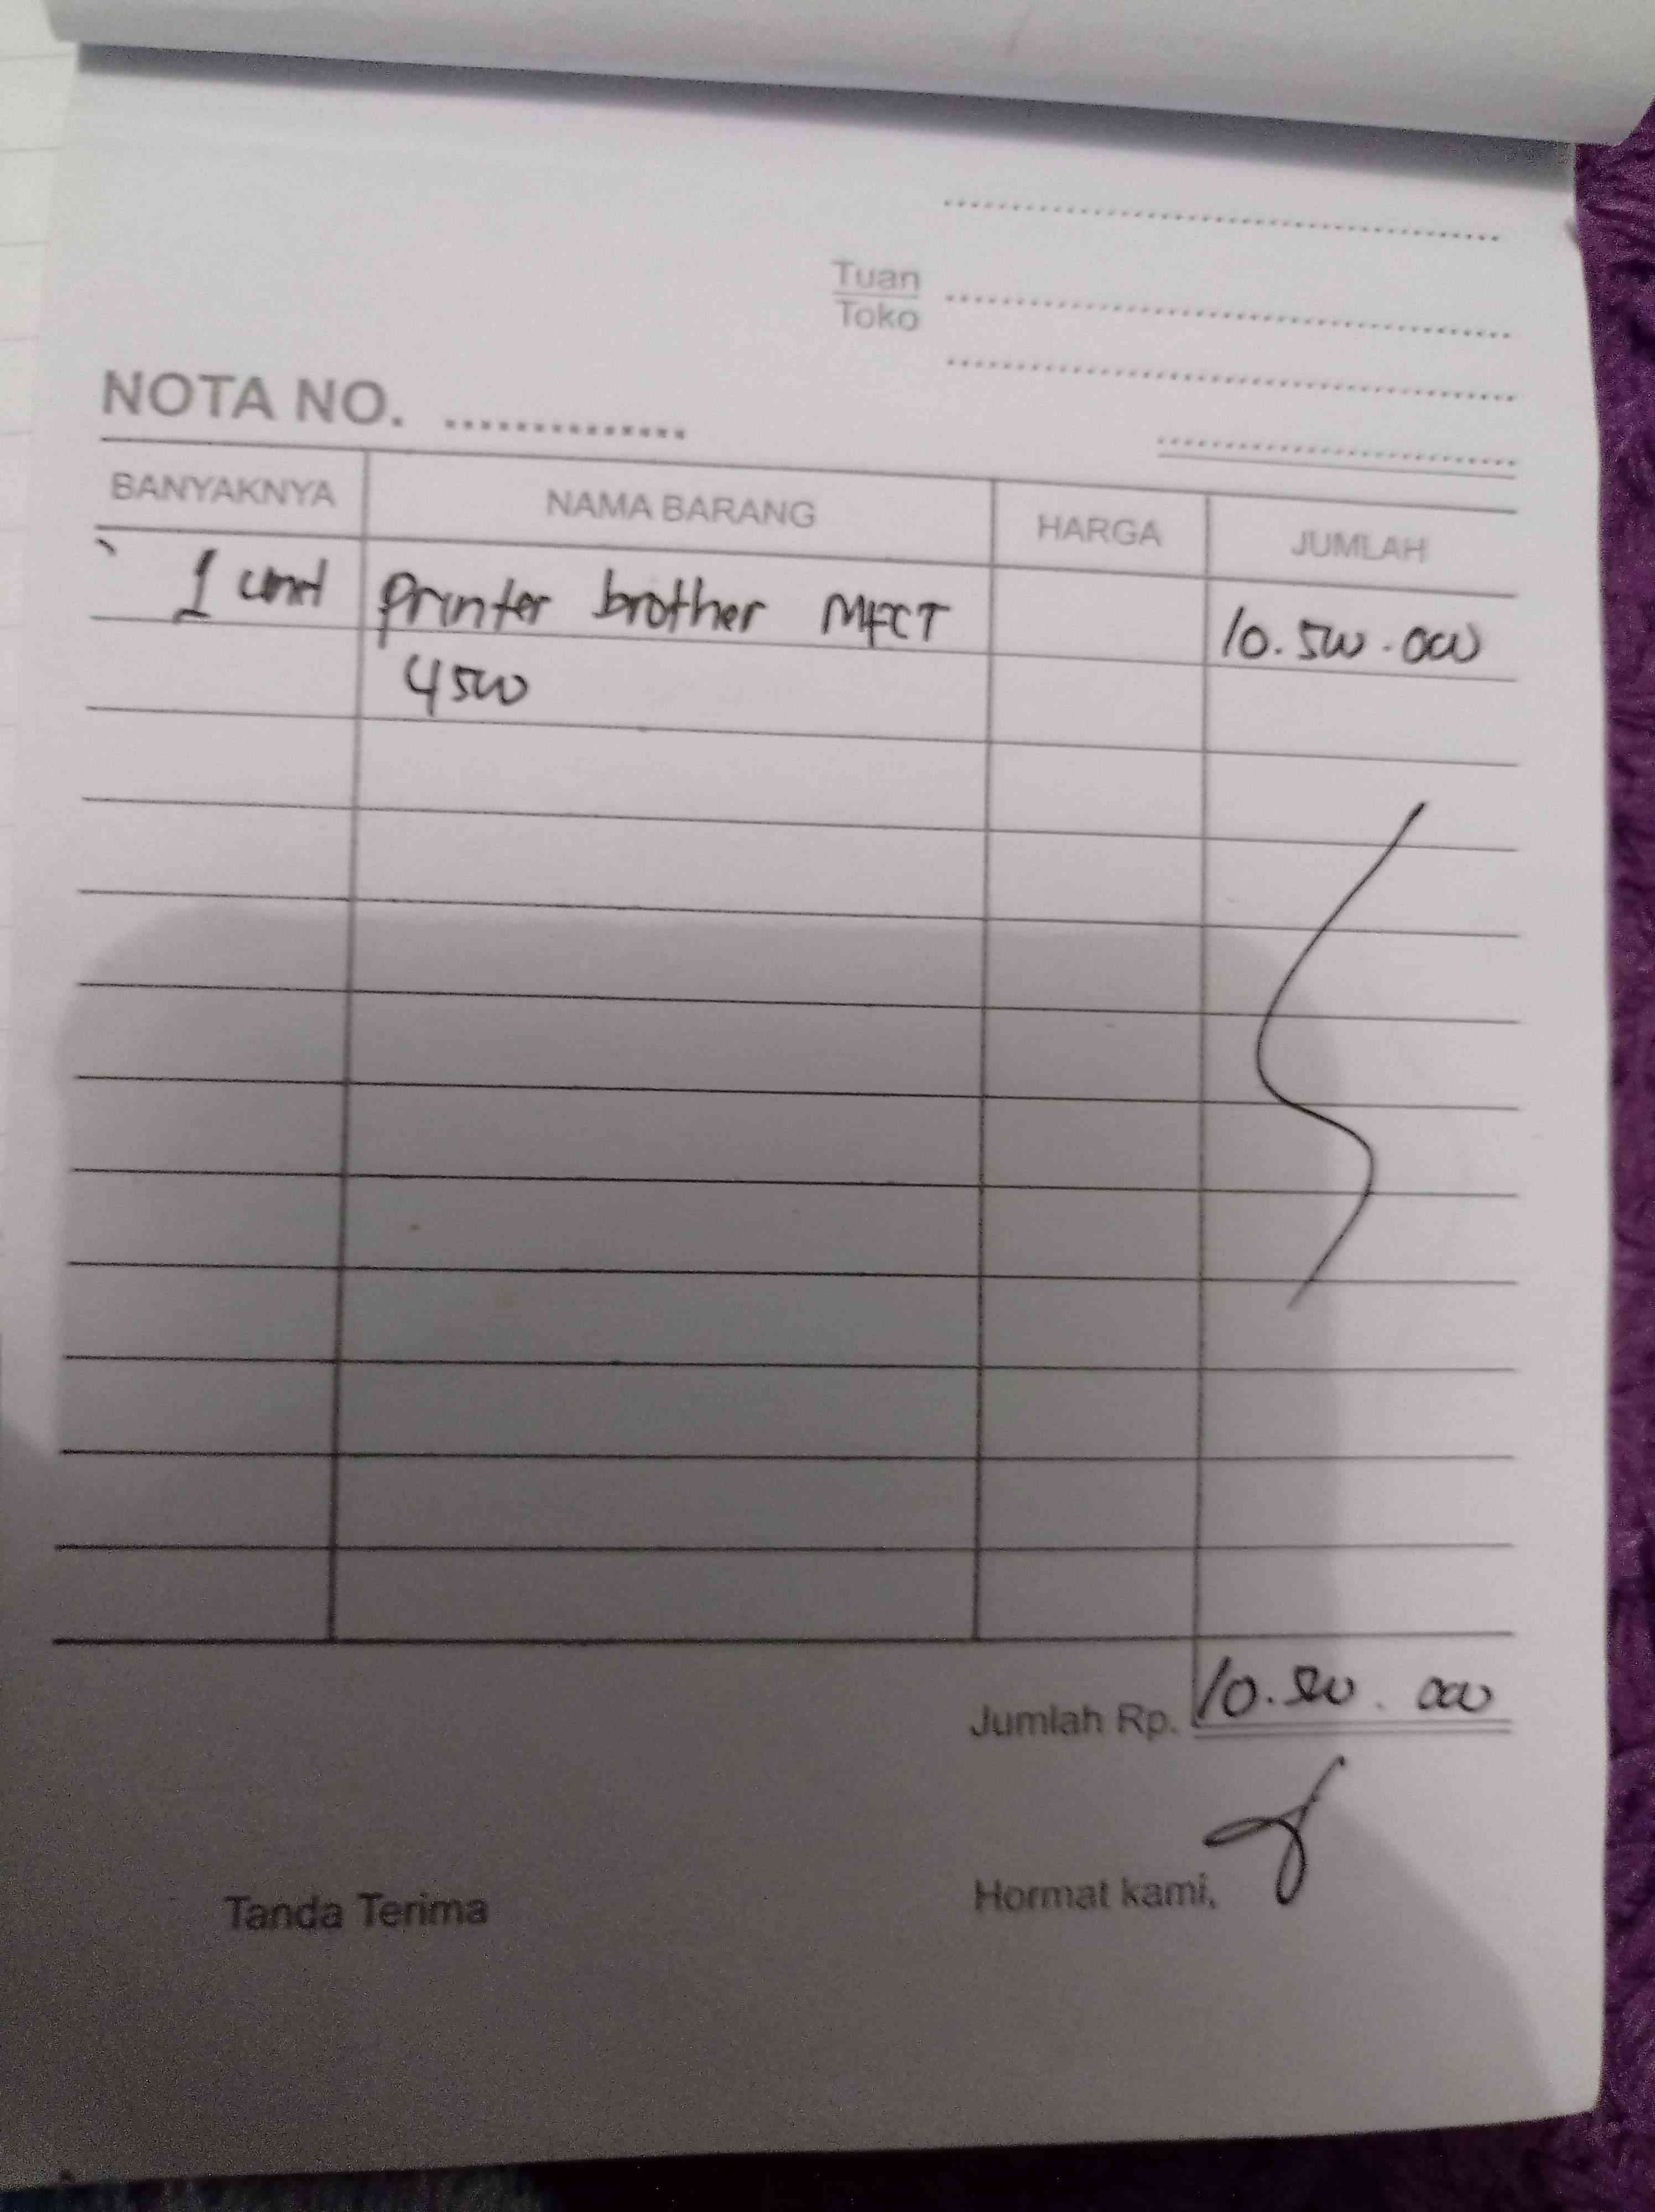 Tuan
Toko
NOTA NO. ..............
BANYAKNYA NAMA BARANG HARGA JUMLAH
1 unit printer brother MFCT 10.500.000
4500
Jumlah Rp. 10.500.000
Tanda Terima Hormat kami,